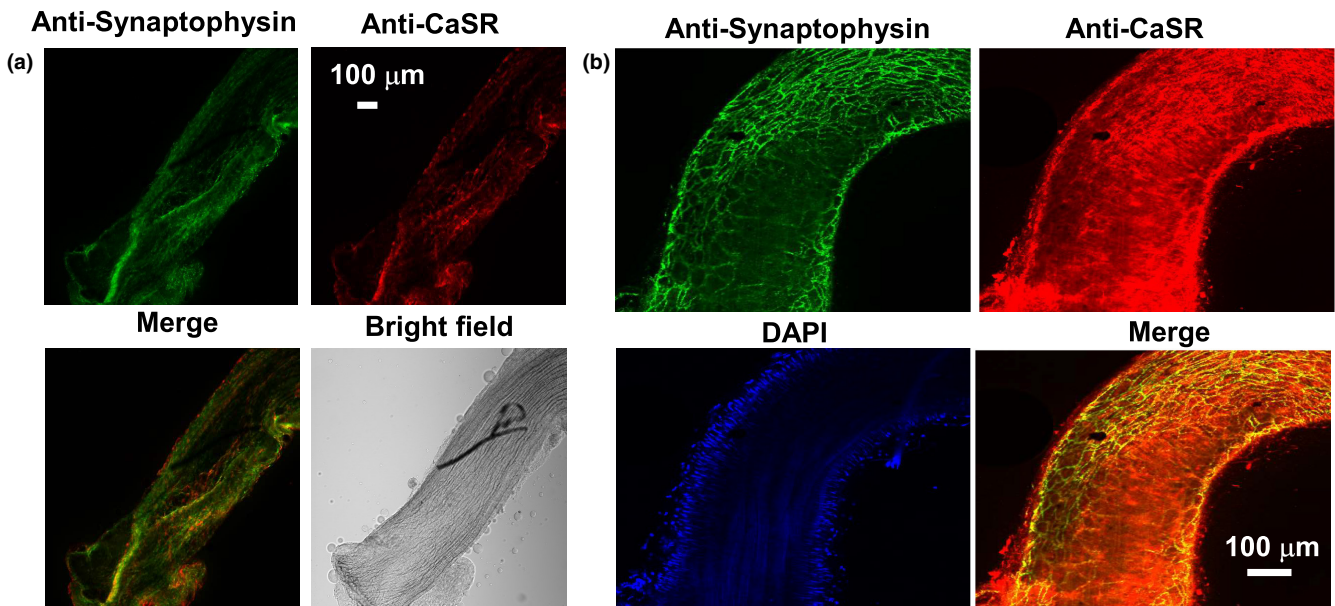 (a)
Anti-Synaptophysin
Anti-CaSR
100 μm
Merge
Bright field
(b)
Anti-Synaptophysin
Anti-CaSR
DAPI
Merge
100 μm